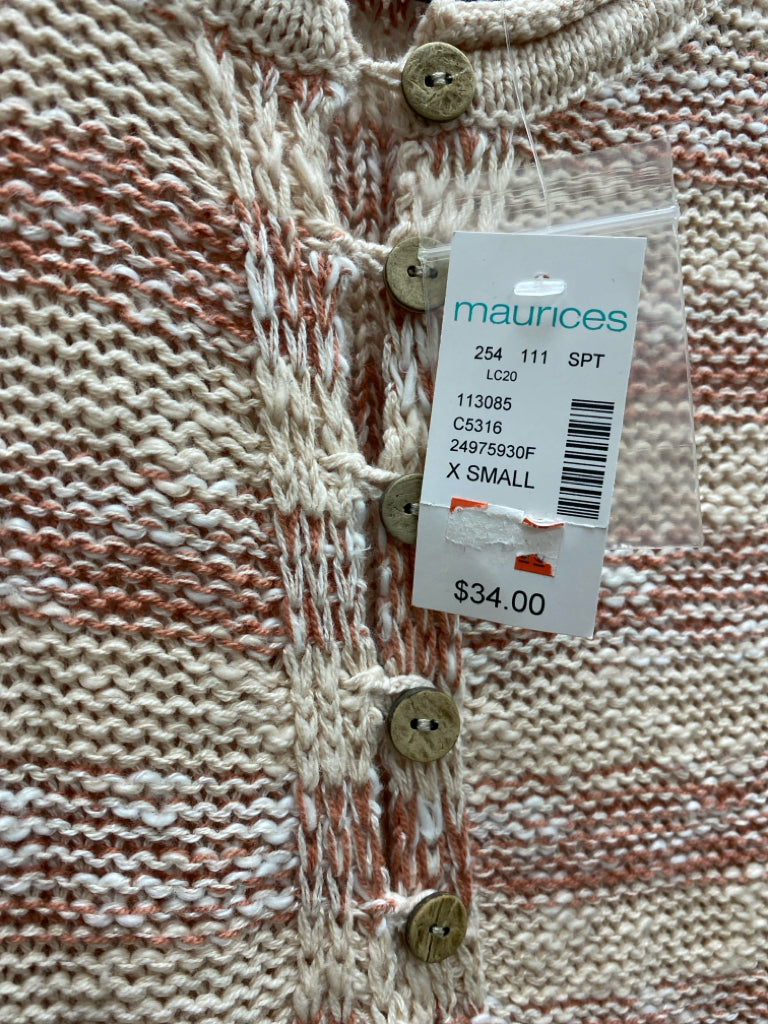 maurices
254 111 SPT
LC20
113085
C5316
24975930F
X SMALL
$34.00